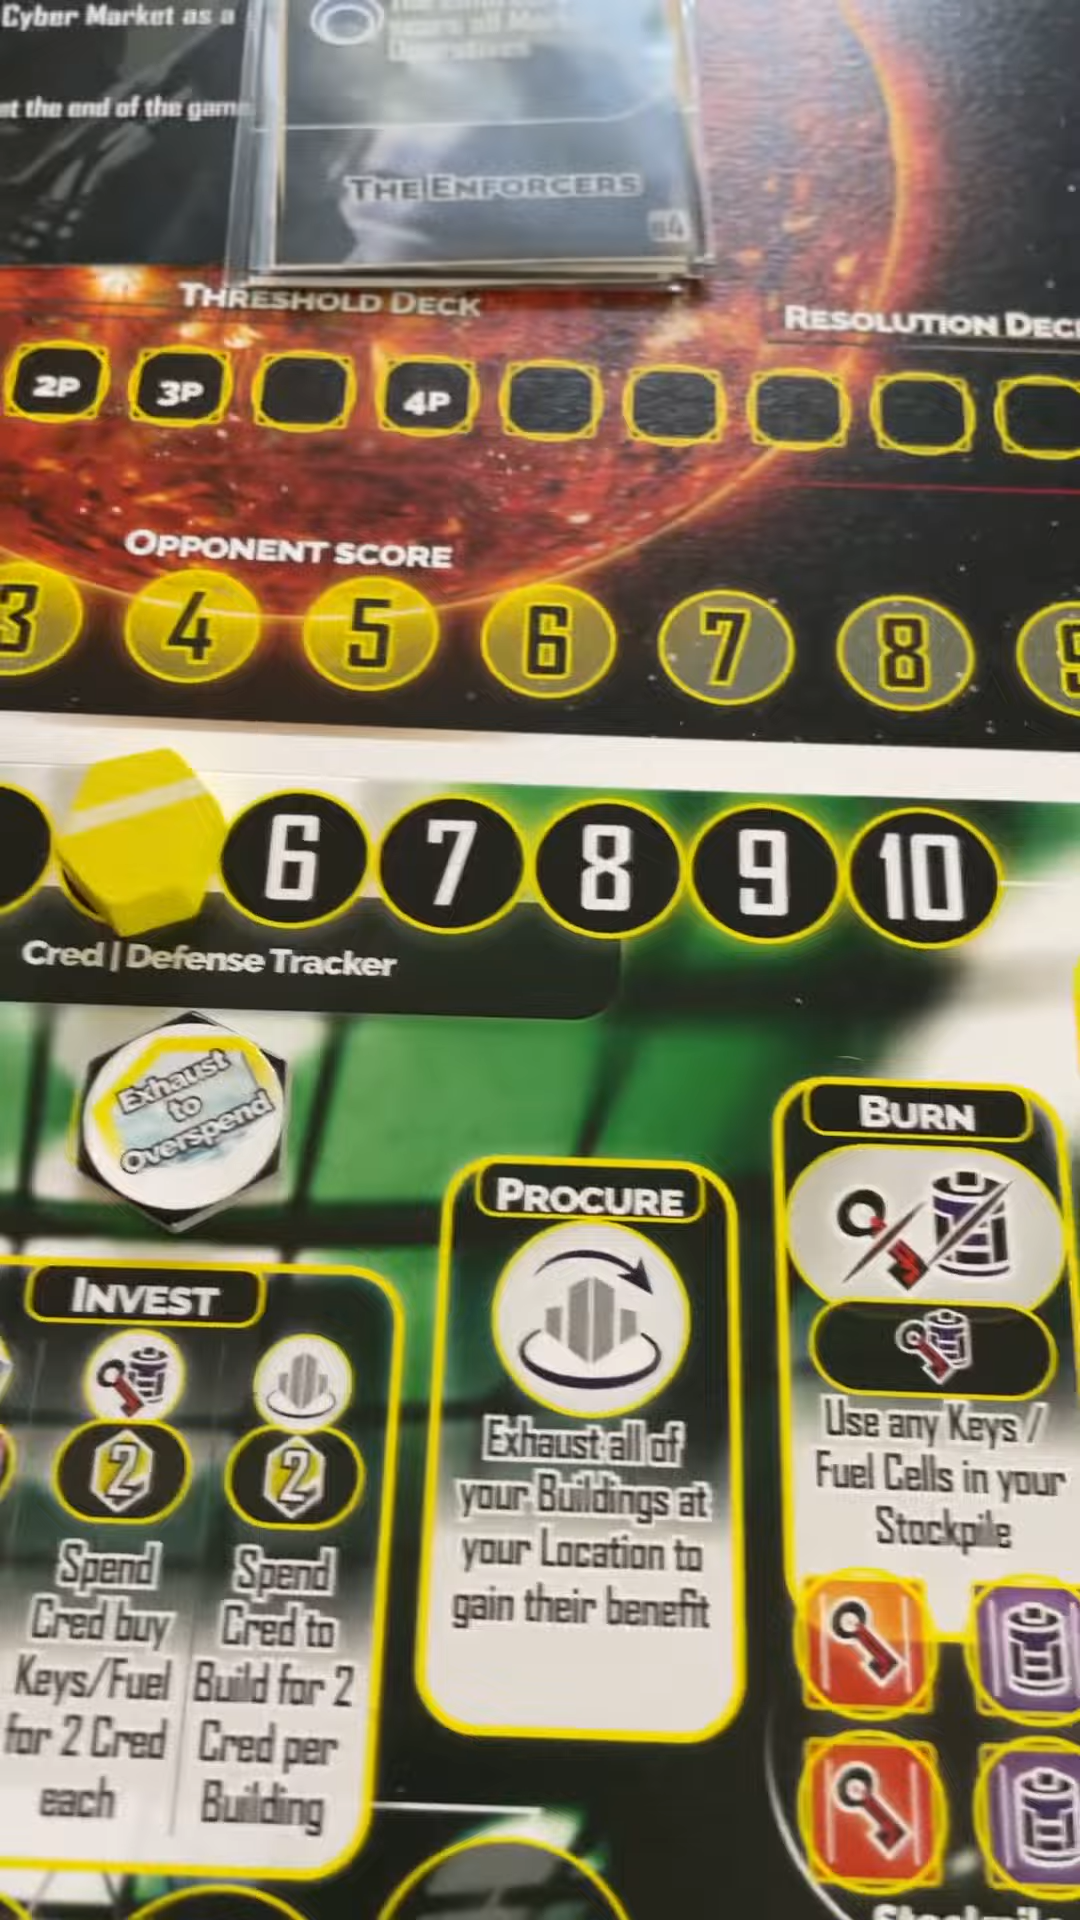 Cyber Market as a
at the end of the game
THE ENFORCERS
THRESHOLD DECK
RESOLUTION DECK
2P
3P
4P
OPPONENT SCORE
3
4
5
6
7
8
9
6
7
8
9
10
Cred | Defense Tracker
Exhaust
to
Overspend
BURN
PROCURE
INVEST
2
2
Use any Keys /
Fuel Cells in your
Stockpile
Exhaust all of
your Buildings at
your Location to
gain their benefit
Spend
Cred buy
Keys/Fuel
for 2 Cred
each
Spend
Cred to
Build for 2
Cred per
Building